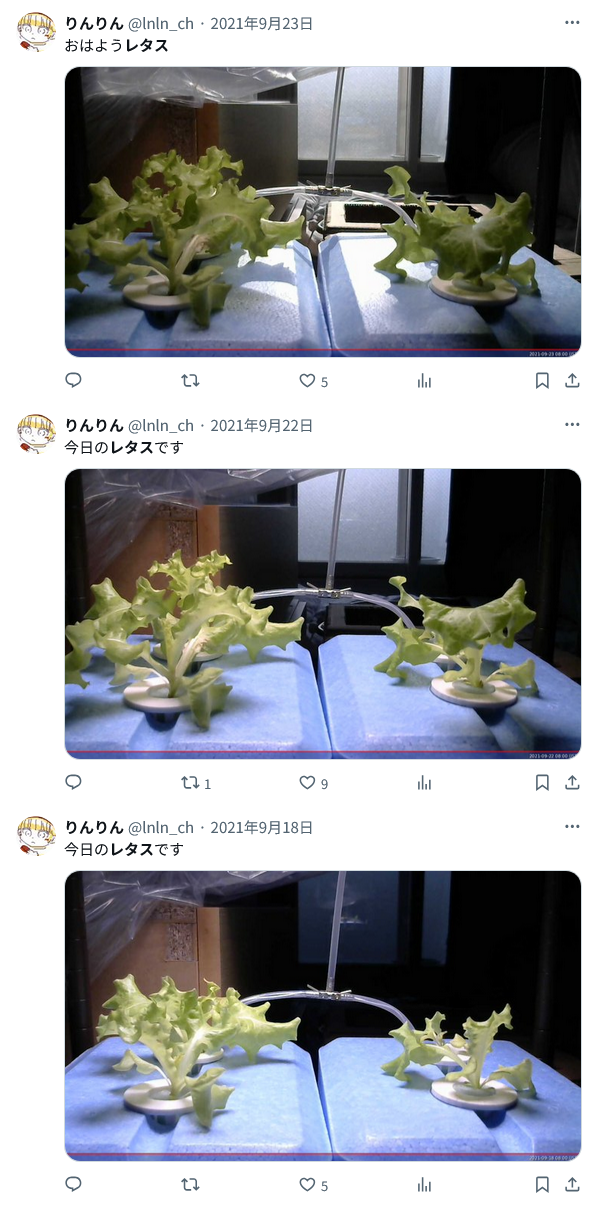 りんりん @lnln_ch · 2021年9月23日
おはようレタス
5
りんりん @lnln_ch · 2021年9月22日
今日のレタスです
1 9
りんりん @lnln_ch · 2021年9月18日
今日のレタスです
5